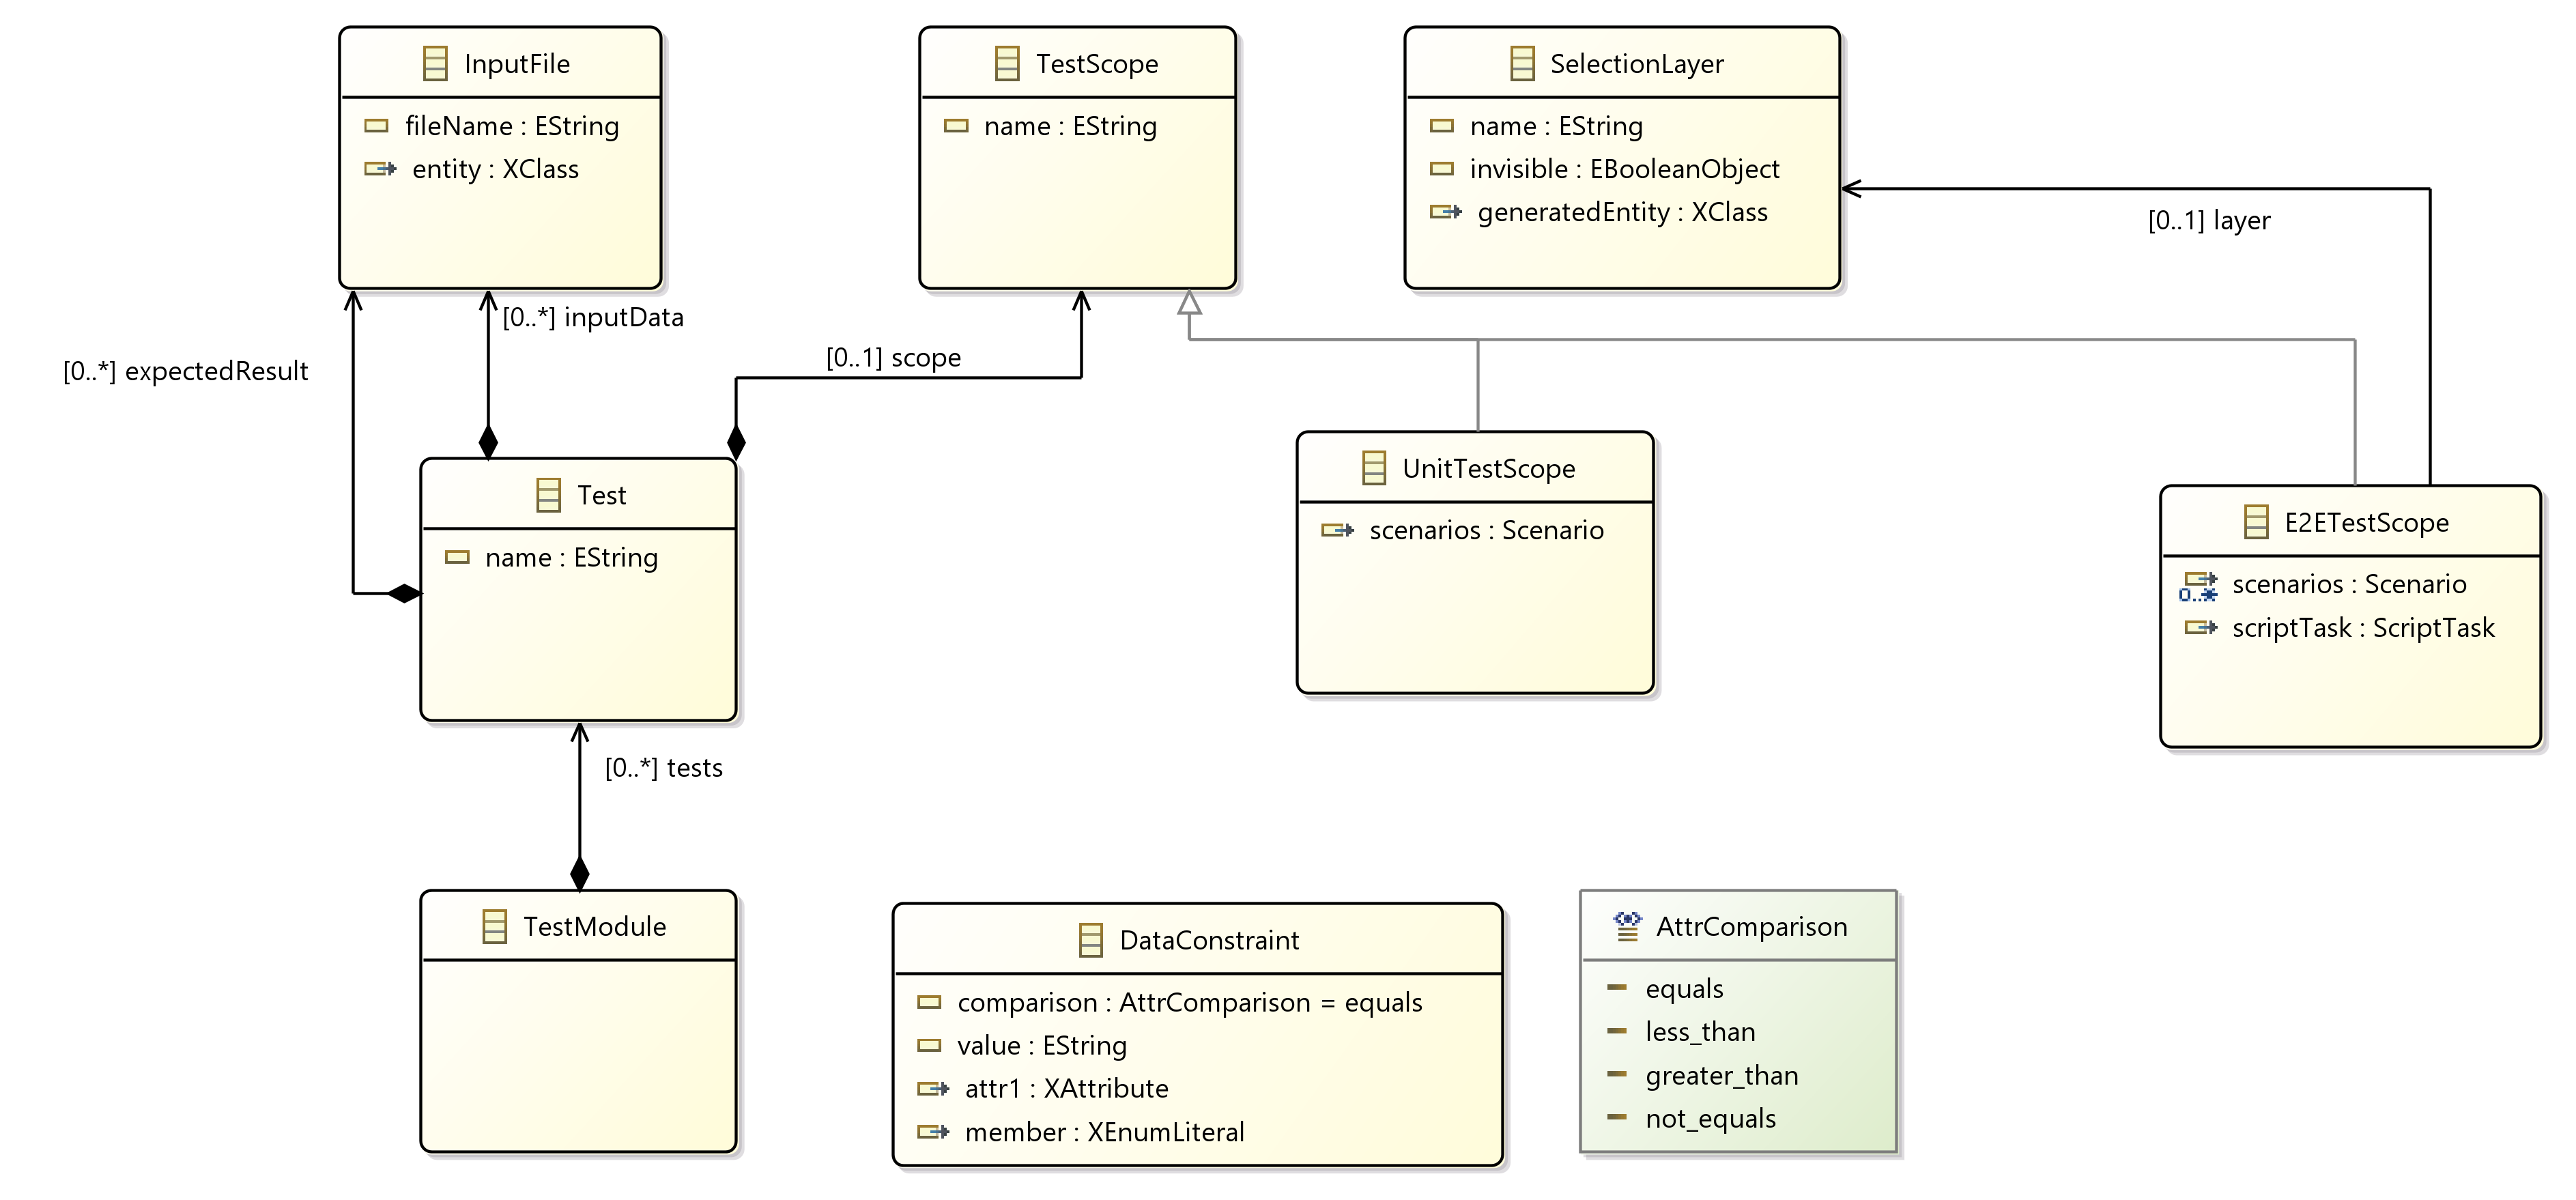 InputFile
fileName : EString
entity : XClass
TestScope
name : EString
SelectionLayer
name : EString
invisible : EBooleanObject
generatedEntity : XClass
[0..1] layer
[0..*] inputData
[0..*] expectedResult
[0..1] scope
Test
name : EString
UnitTestScope
scenarios : Scenario
E2ETestScope
0..*
scenarios : Scenario
scriptTask : ScriptTask
[0..*] tests
TestModule
DataConstraint
comparison : AttrComparison = equals
value : EString
attr1 : XAttribute
member : XEnumLiteral
AttrComparison
equals
less_than
greater_than
not_equals